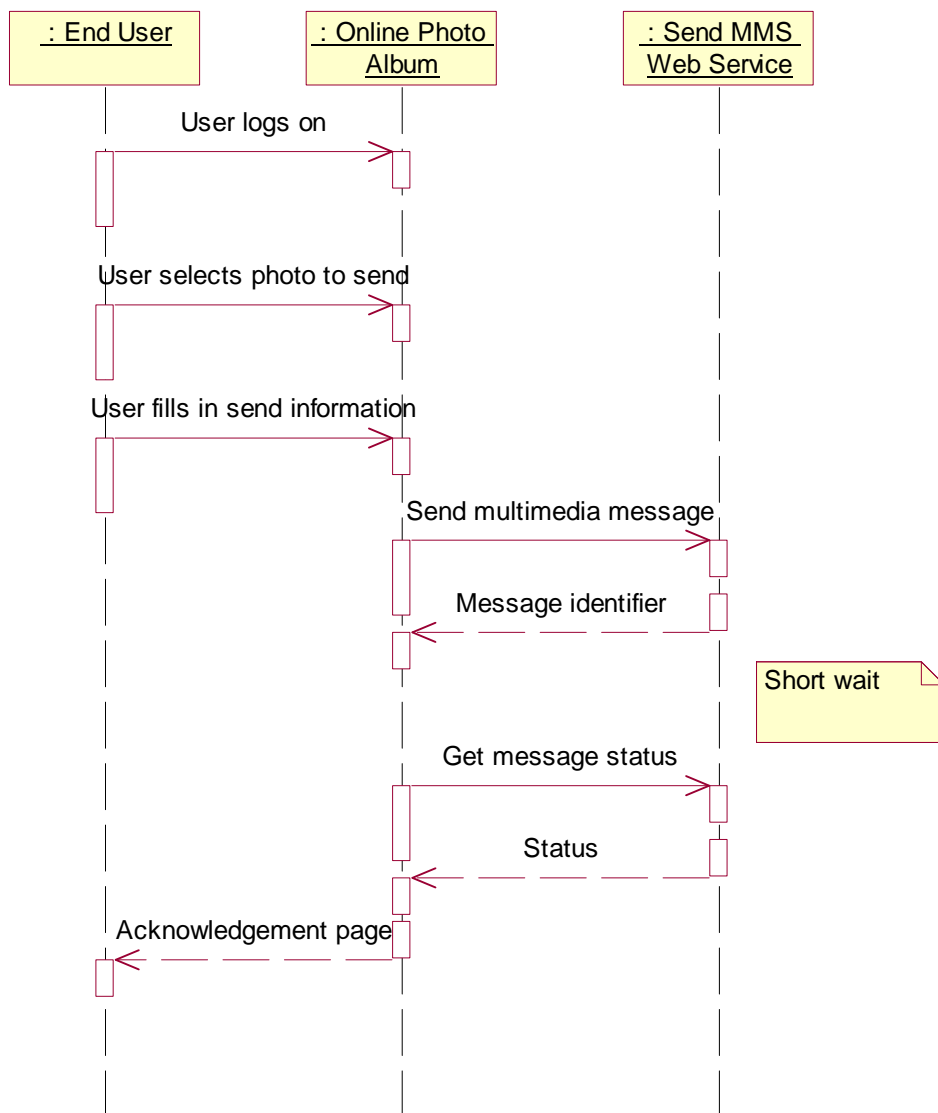 : End User
: Online Photo
Album
: Send MMS
Web Service
User logs on
User selects photo to send
User fills in send information
Send multimedia message
Message identifier
Short wait
Get message status
Status
Acknowledgement page